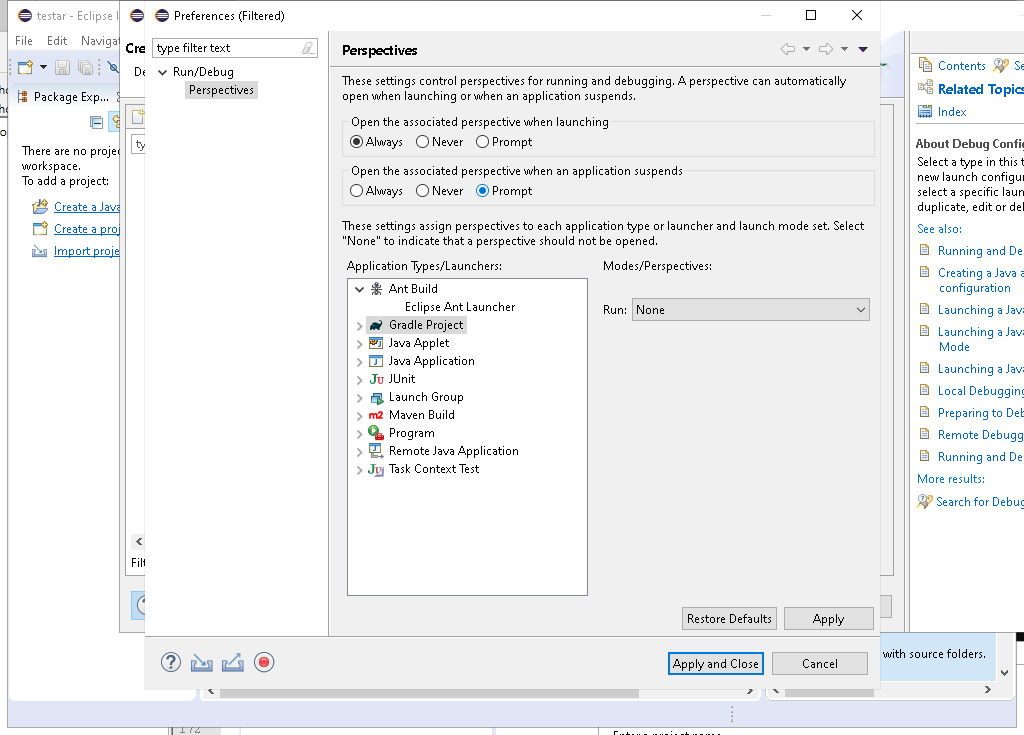 testar - Eclipse I
File Edit Navigat
Package Exp...
There are no projec
workspace.
To add a project:
Create a Java
Create a proj
Import proje
Cre
De
ty
Filt
Preferences (Filtered)
type filter text
Run/Debug
Perspectives
Perspectives
These settings control perspectives for running and debugging. A perspective can automatically
open when launching or when an application suspends.
Open the associated perspective when launching
Always Never Prompt
Open the associated perspective when an application suspends
Always Never Prompt
These settings assign perspectives to each application type or launcher and launch mode set. Select
"None" to indicate that a perspective should not be opened.
Application Types/Launchers: Modes/Perspectives:
Ant Build
Eclipse Ant Launcher
Run: None
Gradle Project
Java Applet
Java Application
JUnit
Launch Group
Maven Build
Program
Remote Java Application
Task Context Test
Restore Defaults Apply
Apply and Close Cancel
Contents Se
Related Topics
Index
About Debug Config
Select a type in this t
new launch configur
select a specific laun
duplicate, edit or del
See also:
Running and De
Creating a Java a
configuration
Launching a Java
Launching a Java
Mode
Launching a Java
Local Debugging
Preparing to Deb
Remote Debugg
Running and De
More results:
Search for Debug
with source folders.
172